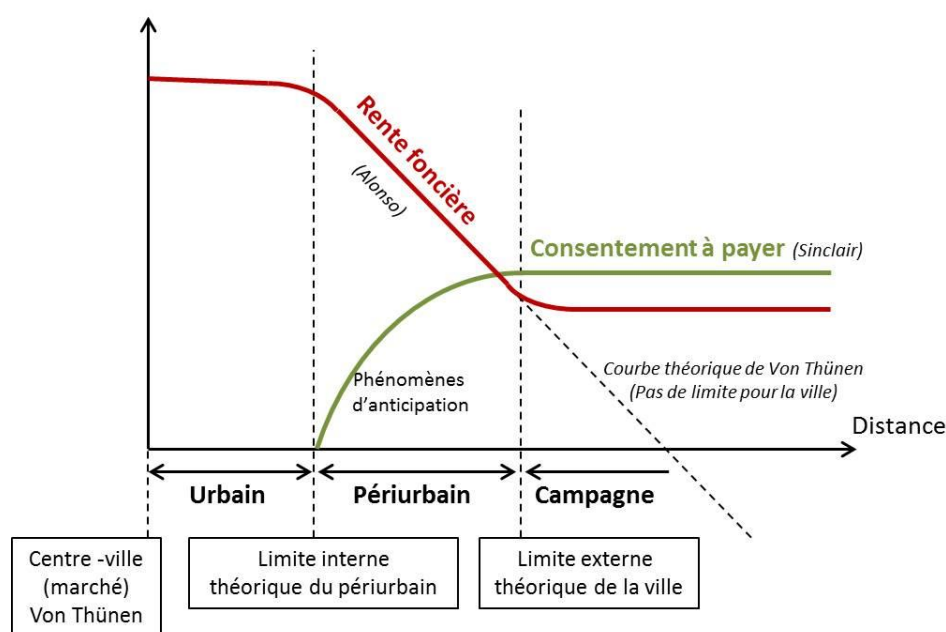 Rente foncière
(Alonso)
Consentement à payer (Sinclair)
Phénomènes
d'anticipation
Courbe théorique de Von Thünen
(Pas de limite pour la ville)
Distance
Urbain
Périurbain
Campagne
Centre -ville
(marché)
Von Thünen
Limite interne
théorique du périurbain
Limite externe
théorique de la ville